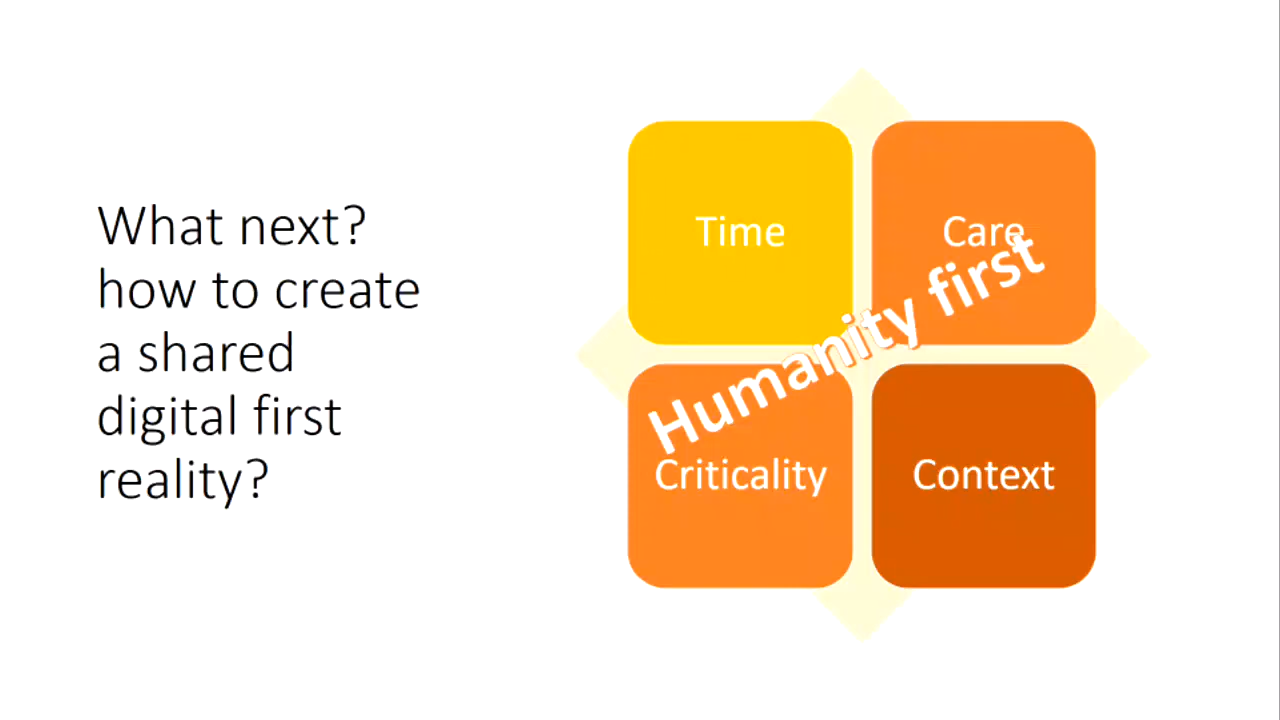 What next?
how to create
a shared
digital first
reality?
Time
Care
Humanity first
Criticality
Context